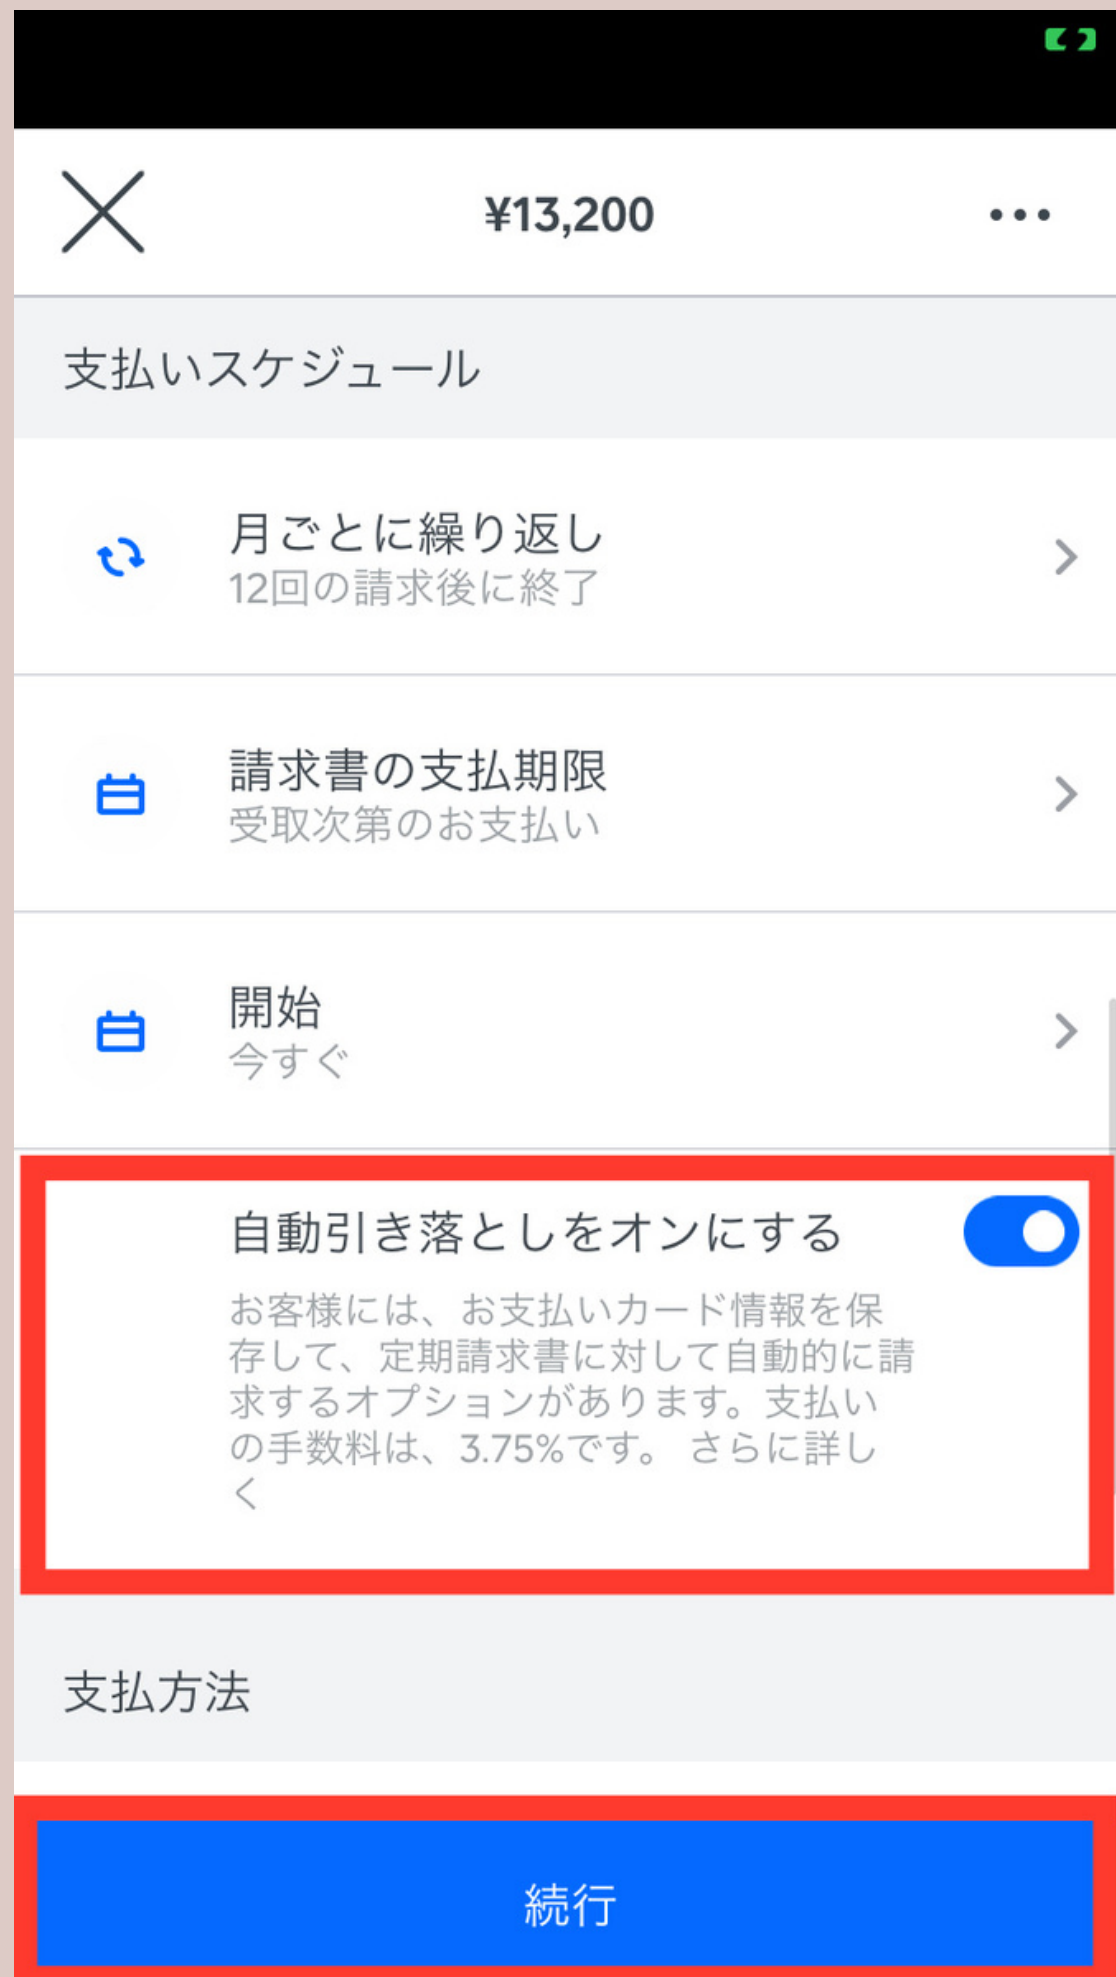 ¥13,200
支払いスケジュール
月ごとに繰り返し
12回の請求後に終了
請求書の支払期限
受取次第のお支払い
開始
今すぐ
自動引き落としをオンにする
お客様には、お支払いカード情報を保
存して、定期請求書に対して自動的に請
求するオプションがあります。支払い
の手数料は、3.75%です。 さらに詳し
く
支払方法
続行